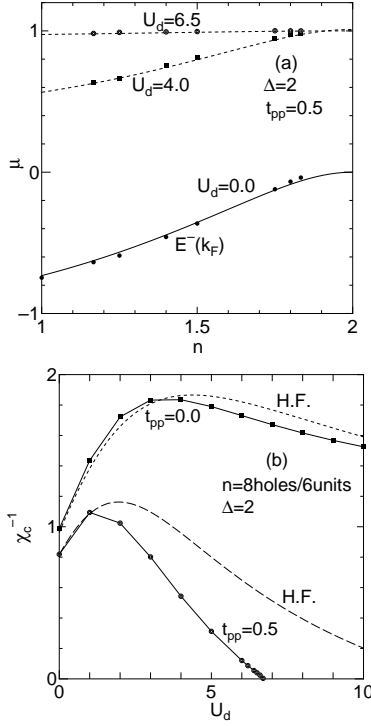 1
U_d=6.5
U_d=4.0
(a)
Δ=2
t_pp=0.5
μ
0
U_d=0.0
E⁻(k_F)
−1
1
1.5
2
n
2
H.F.
t_pp=0.0
(b)
n=8holes/6units
Δ=2
χ_c⁻¹
1
H.F.
t_pp=0.5
0
0
5
10
U_d